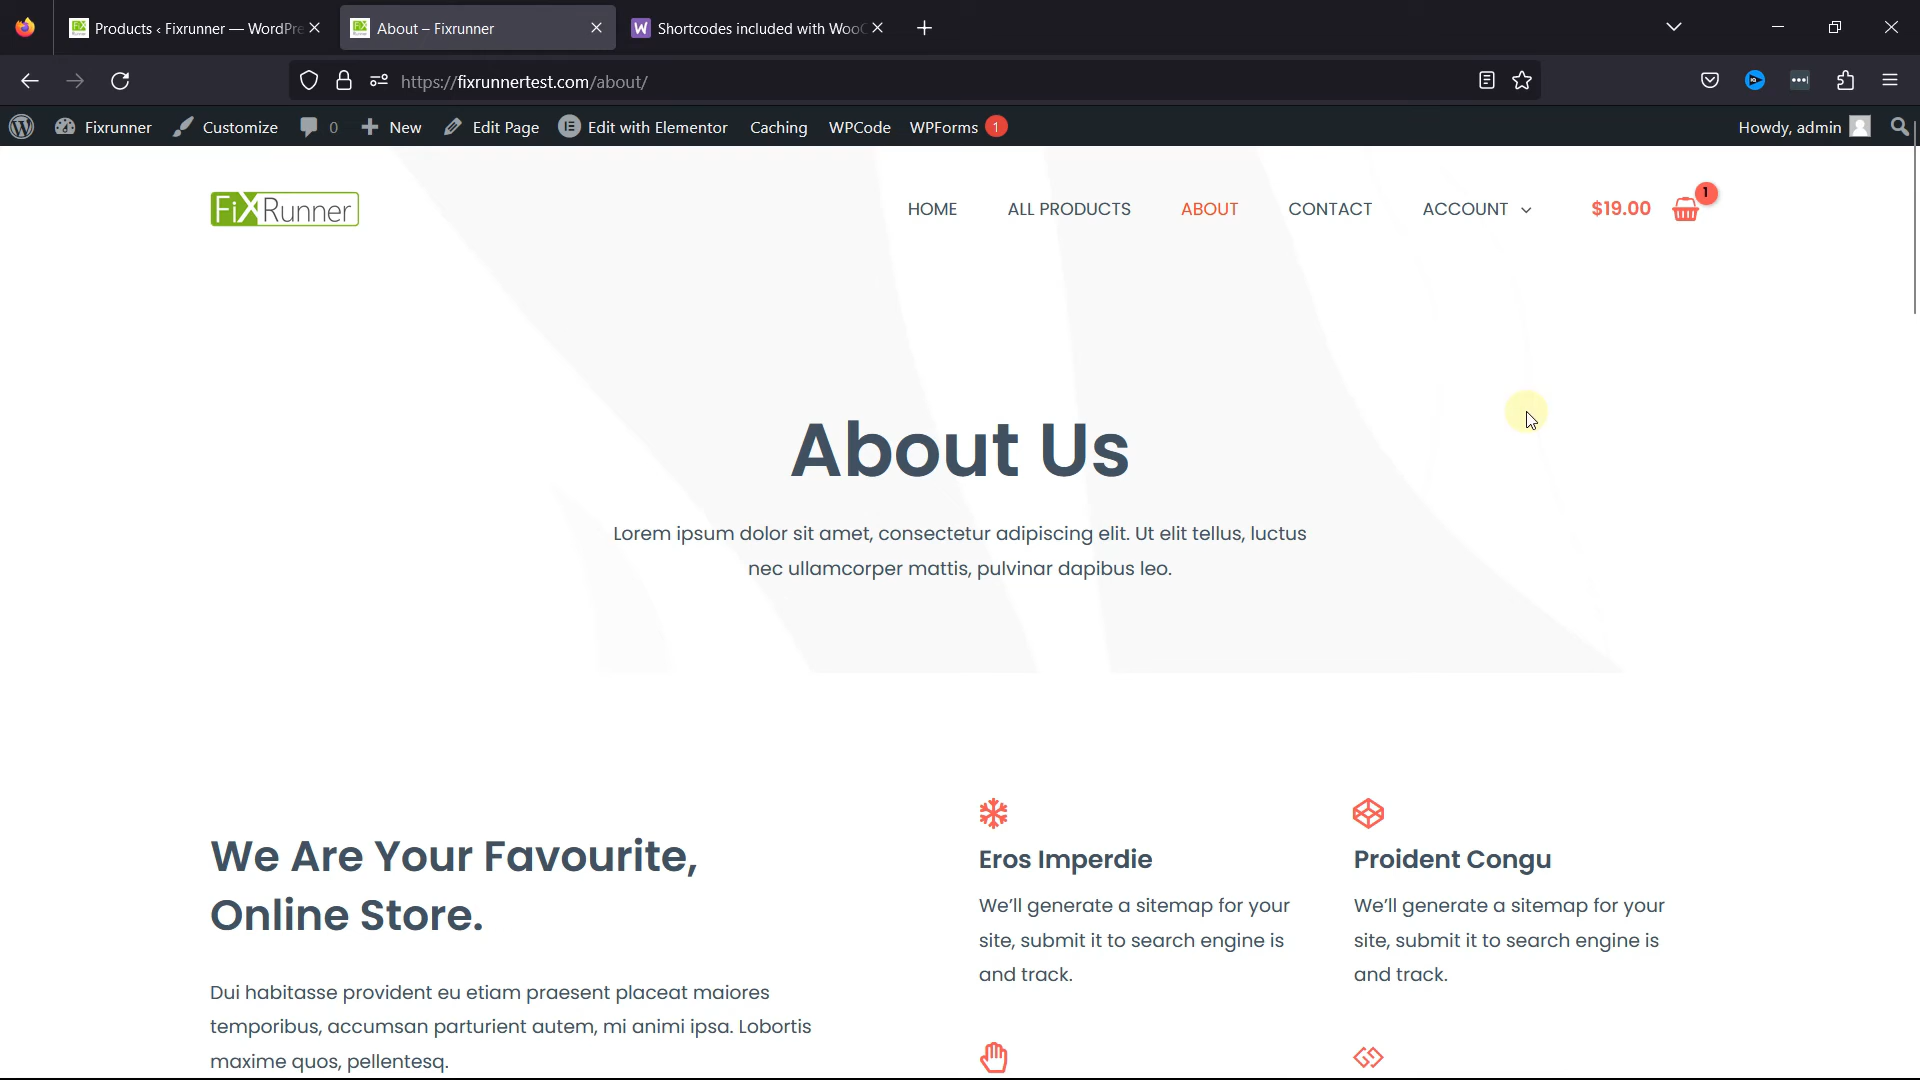 Products ‹ Fixrunner — WordPre
About – Fixrunner
Shortcodes included with WooC
https://fixrunnertest.com/about/
Fixrunner
Customize
0
New
Edit Page
Edit with Elementor
Caching
WPCode
WPForms 1
Howdy, admin
FiXRunner
HOME
ALL PRODUCTS
ABOUT
CONTACT
ACCOUNT
$19.00
1
About Us
Lorem ipsum dolor sit amet, consectetur adipiscing elit. Ut elit tellus, luctus
nec ullamcorper mattis, pulvinar dapibus leo.
We Are Your Favourite,
Online Store.
Dui habitasse provident eu etiam praesent placeat maiores
temporibus, accumsan parturient autem, mi animi ipsa. Lobortis
maxime quos, pellentesq.
Eros Imperdie
We’ll generate a sitemap for your
site, submit it to search engine is
and track.
Proident Congu
We’ll generate a sitemap for your
site, submit it to search engine is
and track.